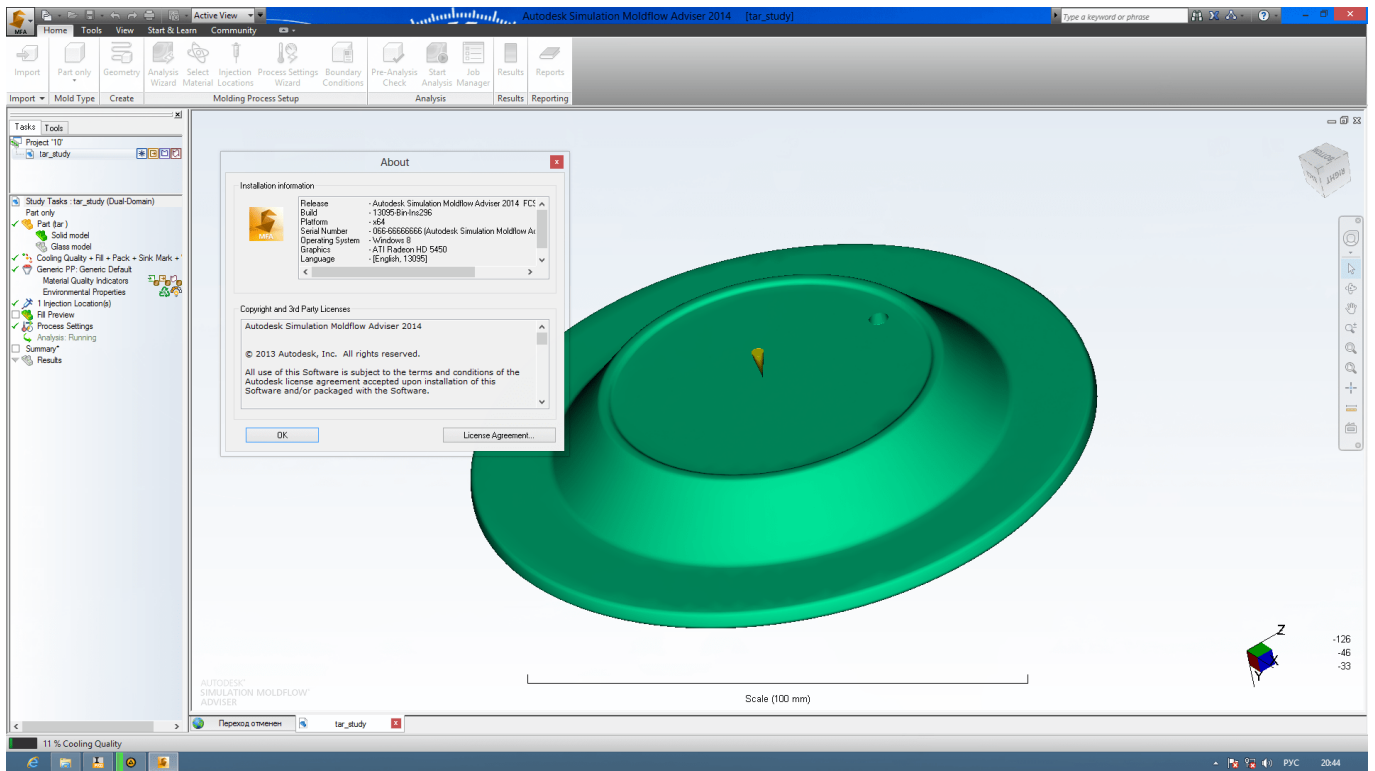 Active View
Autodesk Simulation Moldflow Adviser 2014 [tar_study]
Type a keyword or phrase
MFA
Home Tools View Start & Learn Community
Import
Part only
Geometry
Analysis Wizard
Select Material
Injection Locations
Process Settings Wizard
Boundary Conditions
Pre-Analysis Check
Start Analysis
Job Manager
Results
Reports
Import Mold Type Create Molding Process Setup Analysis Results Reporting
Tasks Tools
Project '10'
tar_study
Study Tasks : tar_study (Dual-Domain)
Part only
Part (tar )
Solid model
Glass model
Cooling Quality + Fill + Pack + Sink Mark +
Generic PP: Generic Default
Material Quality Indicators
Environmental Properties
1 Injection Location(s)
Fill Preview
Process Settings
Analysis: Running
Summary*
Results
About
Installation information
MFA
Release - Autodesk Simulation Moldflow Adviser 2014 FCS
Build - 13095-Bin-Ins296
Platform - x64
Serial Number - 066-66666666 (Autodesk Simulation Moldflow Ad
Operating System - Windows 8
Graphics - ATI Radeon HD 5450
Language - [English, 13095]
Copyright and 3rd Party Licenses
Autodesk Simulation Moldflow Adviser 2014
© 2013 Autodesk, Inc. All rights reserved.
All use of this Software is subject to the terms and conditions of the
Autodesk license agreement accepted upon installation of this
Software and/or packaged with the Software.
OK License Agreement...
RIGHT
Z
X
Y
-126
-46
-33
AUTODESK'
SIMULATION MOLDFLOW'
ADVISER
Scale (100 mm)
Переход отменен tar_study
11 % Cooling Quality
РУС 20:44